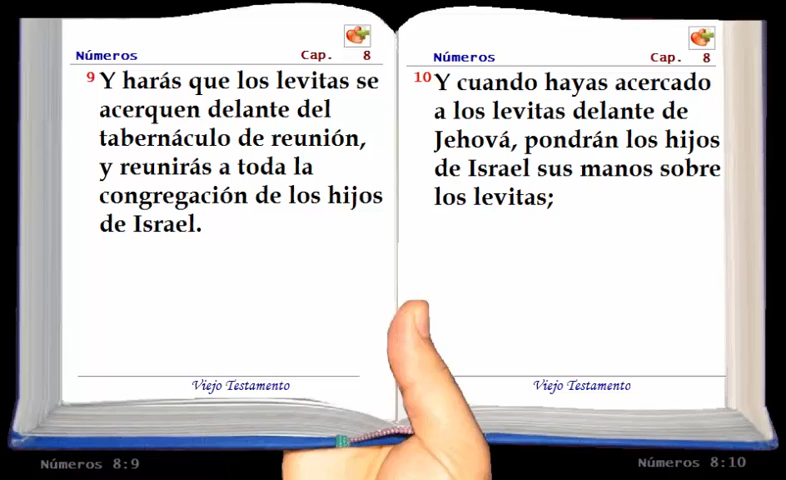 Números Cap. 8
9 Y harás que los levitas se
acerquen delante del
tabernáculo de reunión,
y reunirás a toda la
congregación de los hijos
de Israel.
Viejo Testamento
Números 8:9
Números Cap. 8
10 Y cuando hayas acercado
a los levitas delante de
Jehová, pondrán los hijos
de Israel sus manos sobre
los levitas;
Viejo Testamento
Números 8:10